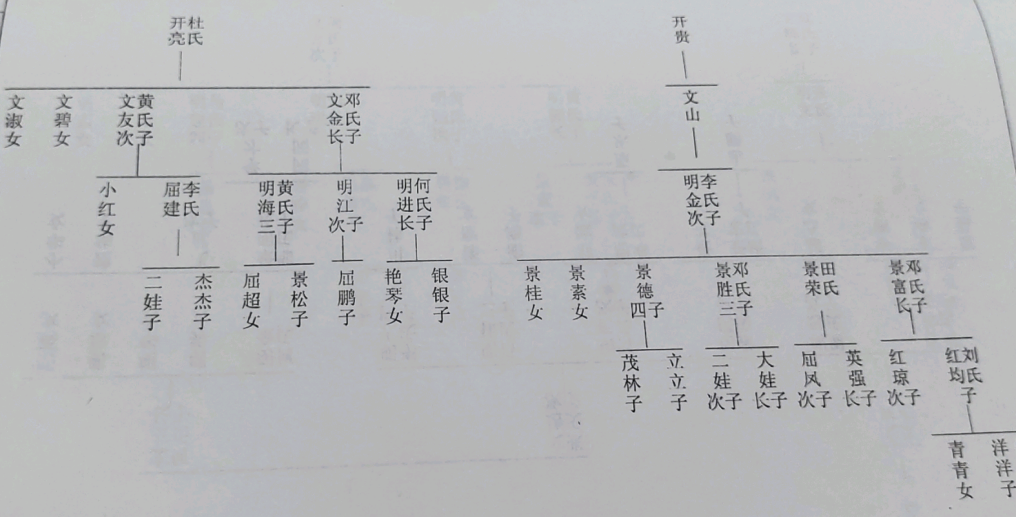 开亮 杜氏
开贵
文淑女
文碧女
文友次子 黄氏
文金长子 邓氏
文山
小红女
屈建 李氏
明海三子 黄氏
明江次子
明进长子 何氏
明金次子 李氏
二娃子
杰杰子
屈超女
景松子
屈鹏子
艳琴女
银银子
景桂女
景素女
景德四子
景胜三子 邓氏
景荣 田氏
景富长子 邓氏
茂林子
立立子
二娃次子
大娃长子
屈凤次子
英强长子
红琼次子
红均子 刘氏
青青女
洋洋子